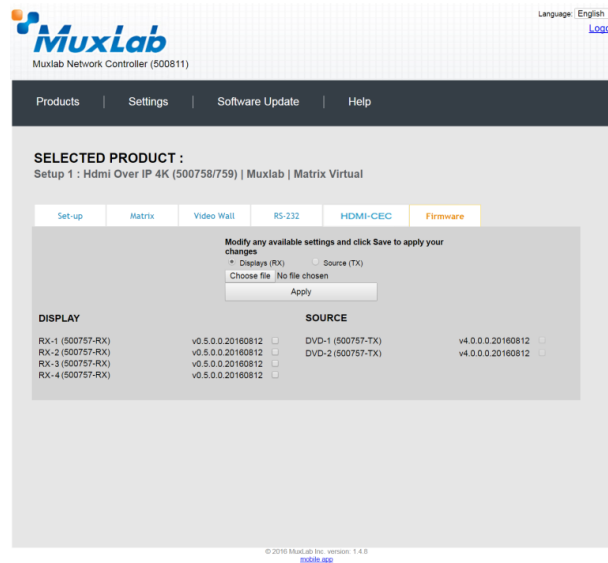 Language: English
Logo
MuxLab
Muxlab Network Controller (500811)
Products | Settings | Software Update | Help
SELECTED PRODUCT :
Setup 1 : Hdmi Over IP 4K (500758/759) | Muxlab | Matrix Virtual
Set-up Matrix Video Wall RS-232 HDMI-CEC Firmware
Modify any available settings and click Save to apply your
changes
Displays (RX) Source (TX)
Choose file No file chosen
Apply
DISPLAY SOURCE
RX-1 (500757-RX) v0.5.0.0.20160812 DVD-1 (500757-TX) v4.0.0.0.20160812
RX-2 (500757-RX) v0.5.0.0.20160812 DVD-2 (500757-TX) v4.0.0.0.20160812
RX-3 (500757-RX) v0.5.0.0.20160812
RX-4 (500757-RX) v0.5.0.0.20160812
© 2016 MuxLab Inc. version. 1.4.8
mobile app